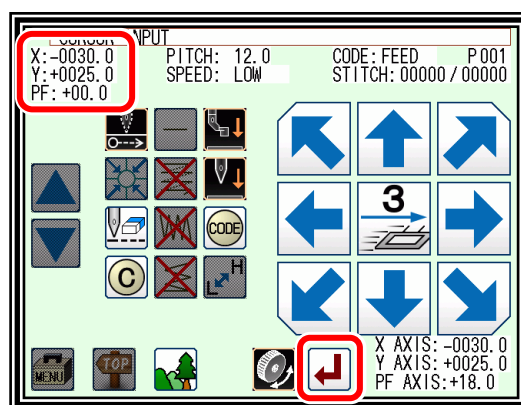 INPUT
X:-0030.0 PITCH: 12.0 CODE:FEED P001
Y:+0025.0 SPEED: LOW STITCH:00000/00000
PF: +00.0
3
CODE
C
H
L
MENU
TOP
X AXIS: -0030.0
Y AXIS: +0025.0
PF AXIS:+18.0